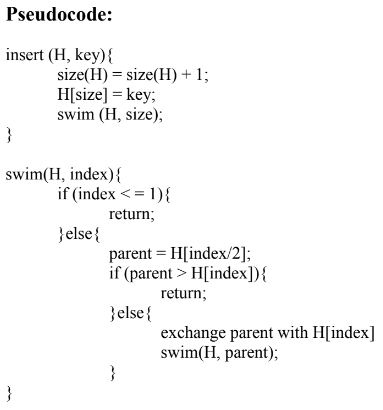 Pseudocode:
insert (H, key){
size(H) = size(H) + 1;
H[size] = key;
swim (H, size);
}
swim(H, index){
if (index < = 1){
return;
}else{
parent = H[index/2];
if (parent > H[index]){
return;
}else{
exchange parent with H[index]
swim(H, parent);
}
}